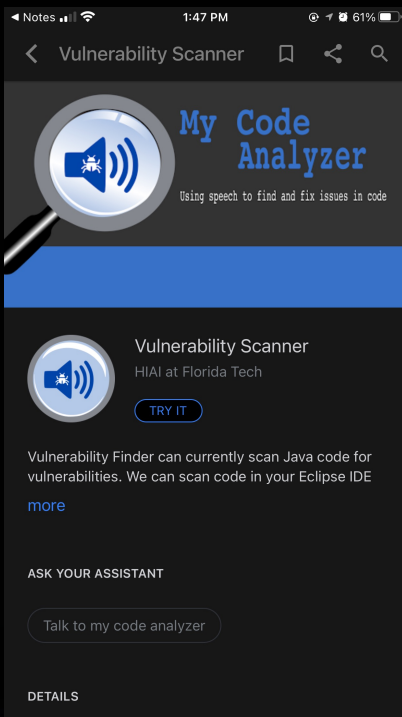 Notes 1:47 PM 61%
Vulnerability Scanner
My Code
Analyzer
Using speech to find and fix issues in code
Vulnerability Scanner
HIAI at Florida Tech
TRY IT
Vulnerability Finder can currently scan Java code for
vulnerabilities. We can scan code in your Eclipse IDE
more
ASK YOUR ASSISTANT
Talk to my code analyzer
DETAILS